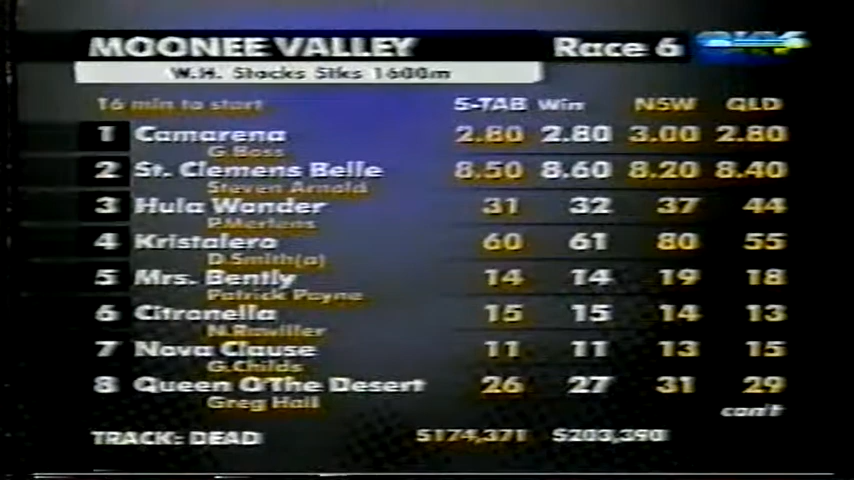 MOONEE VALLEY Race 6
W.H. Stocks Stks 1600m
16 min to start S-TAB Win NSW QLD
1 Camarena 2.80 2.80 3.00 2.80
G.Boss
2 St. Clemens Belle 8.50 8.60 8.20 8.40
Steven Arnold
3 Hula Wonder 31 32 37 44
P.Mertens
4 Kristalero 60 61 80 55
D.Smith(a)
5 Mrs. Bently 14 14 19 18
Patrick Payne
6 Citronella 15 15 14 13
N.Rawiller
7 Nova Clause 11 11 13 15
G.Childs
8 Queen O'The Desert 26 27 31 29
Greg Hall
con't
TRACK: DEAD $174,371 $203,390